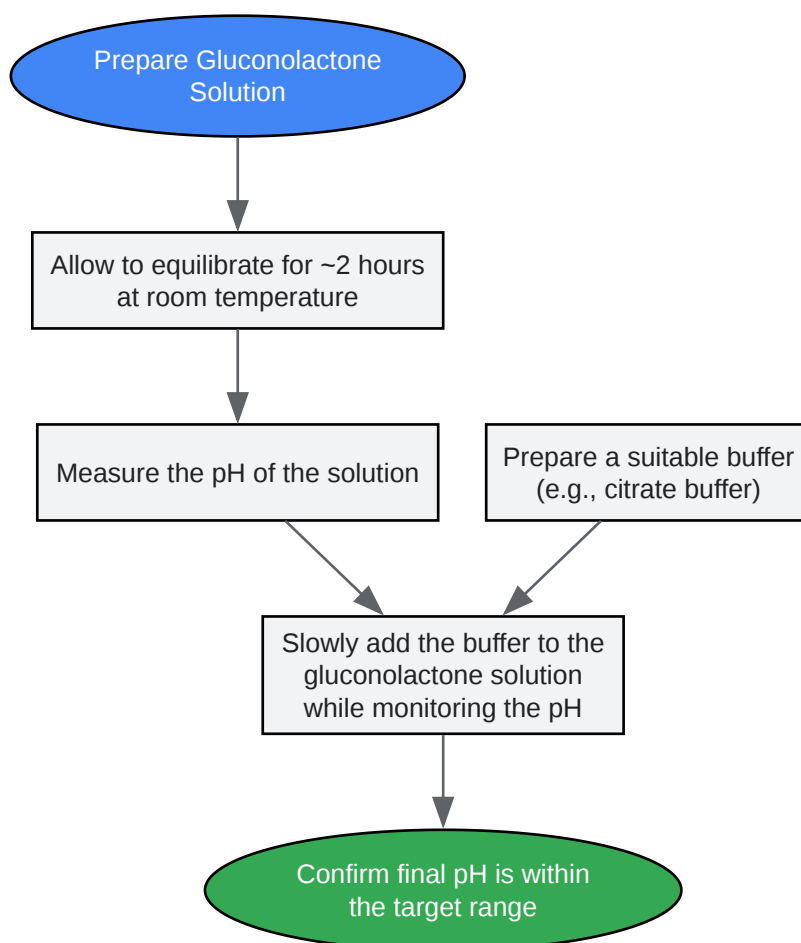 Prepare Gluconolactone
Solution
Allow to equilibrate for ~2 hours
at room temperature
Measure the pH of the solution
Prepare a suitable buffer
(e.g., citrate buffer)
Slowly add the buffer to the
gluconolactone solution
while monitoring the pH
Confirm final pH is within
the target range